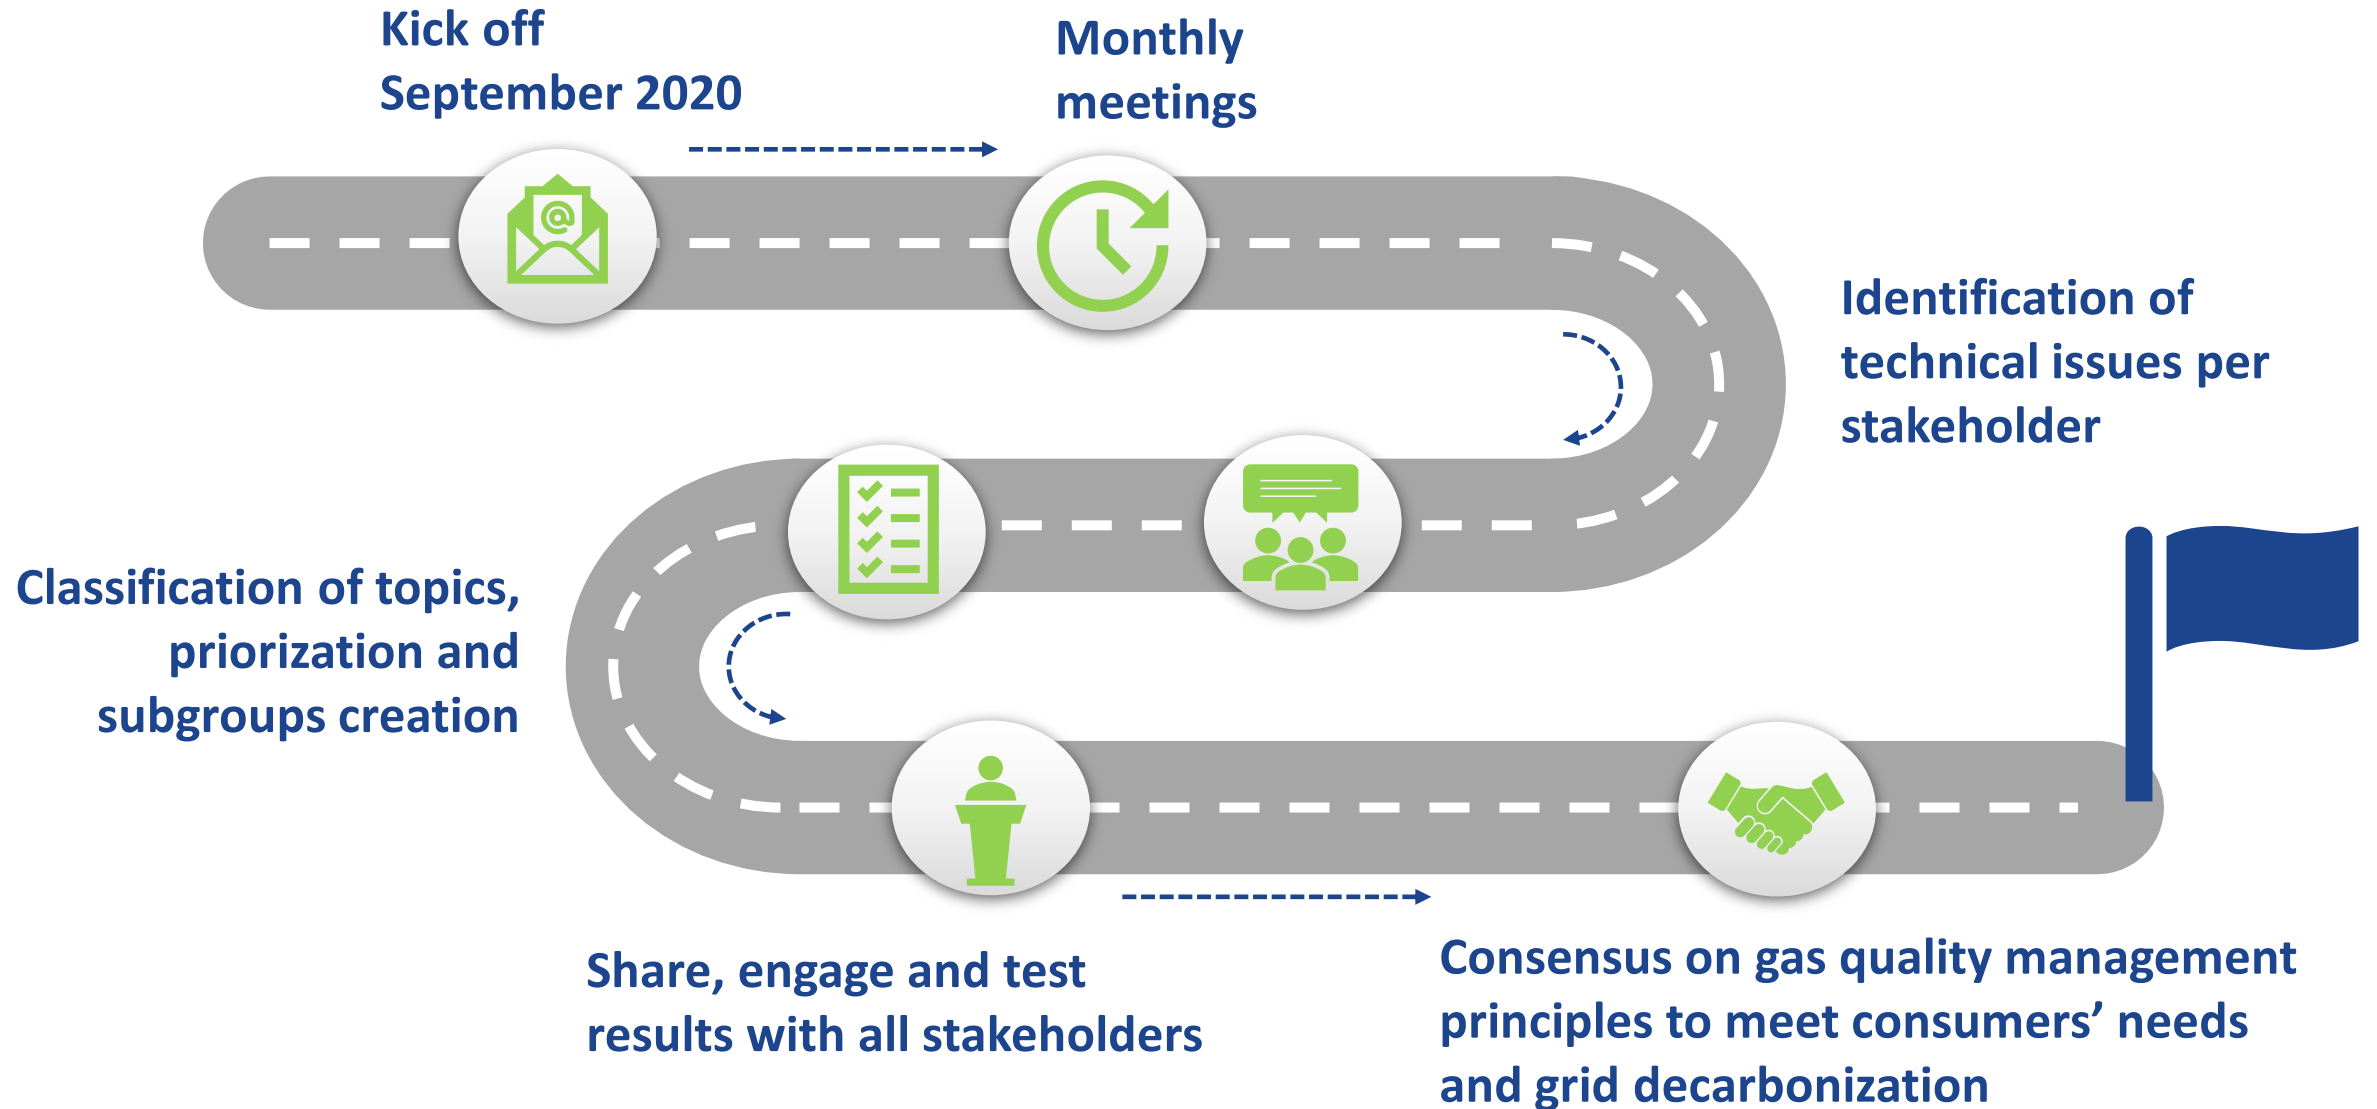 Kick off
September 2020
Monthly
meetings
Identification of
technical issues per
stakeholder
Classification of topics,
priorization and
subgroups creation
Share, engage and test
results with all stakeholders
Consensus on gas quality management
principles to meet consumers’ needs
and grid decarbonization